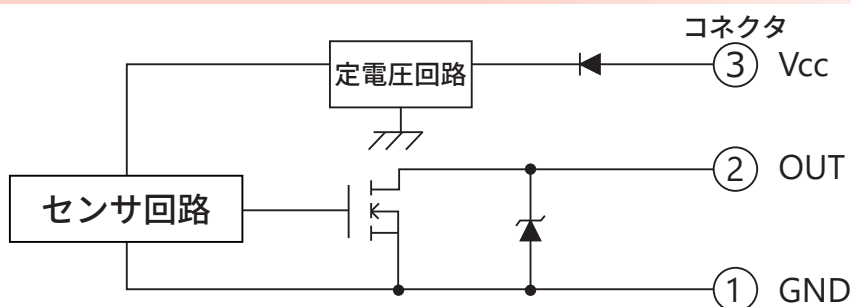 コネクタ
定電圧回路
③ Vcc
② OUT
センサ回路
① GND